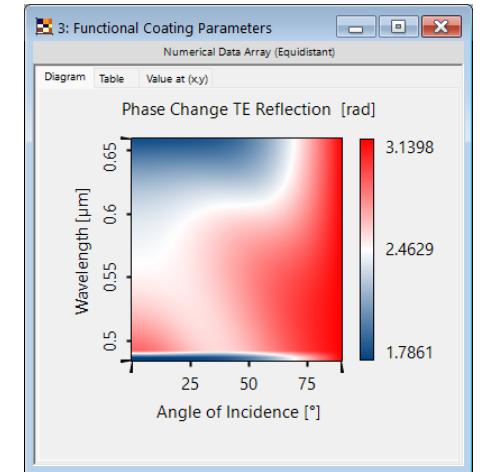 3: Functional Coating Parameters
Numerical Data Array (Equidistant)
Diagram Table Value at (x,y)
Phase Change TE Reflection [rad]
3.1398
2.4629
1.7861
Wavelength [µm]
0.65
0.6
0.55
0.5
25 50 75
Angle of Incidence [°]